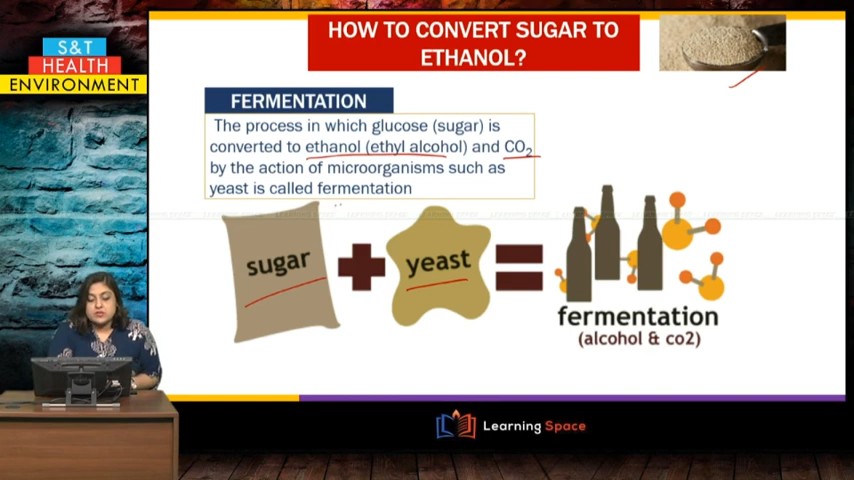 S&T
HEALTH
ENVIRONMENT
HOW TO CONVERT SUGAR TO
ETHANOL?
FERMENTATION
The process in which glucose (sugar) is
converted to ethanol (ethyl alcohol) and CO₂
by the action of microorganisms such as
yeast is called fermentation
sugar
yeast
fermentation
(alcohol & co2)
Learning Space